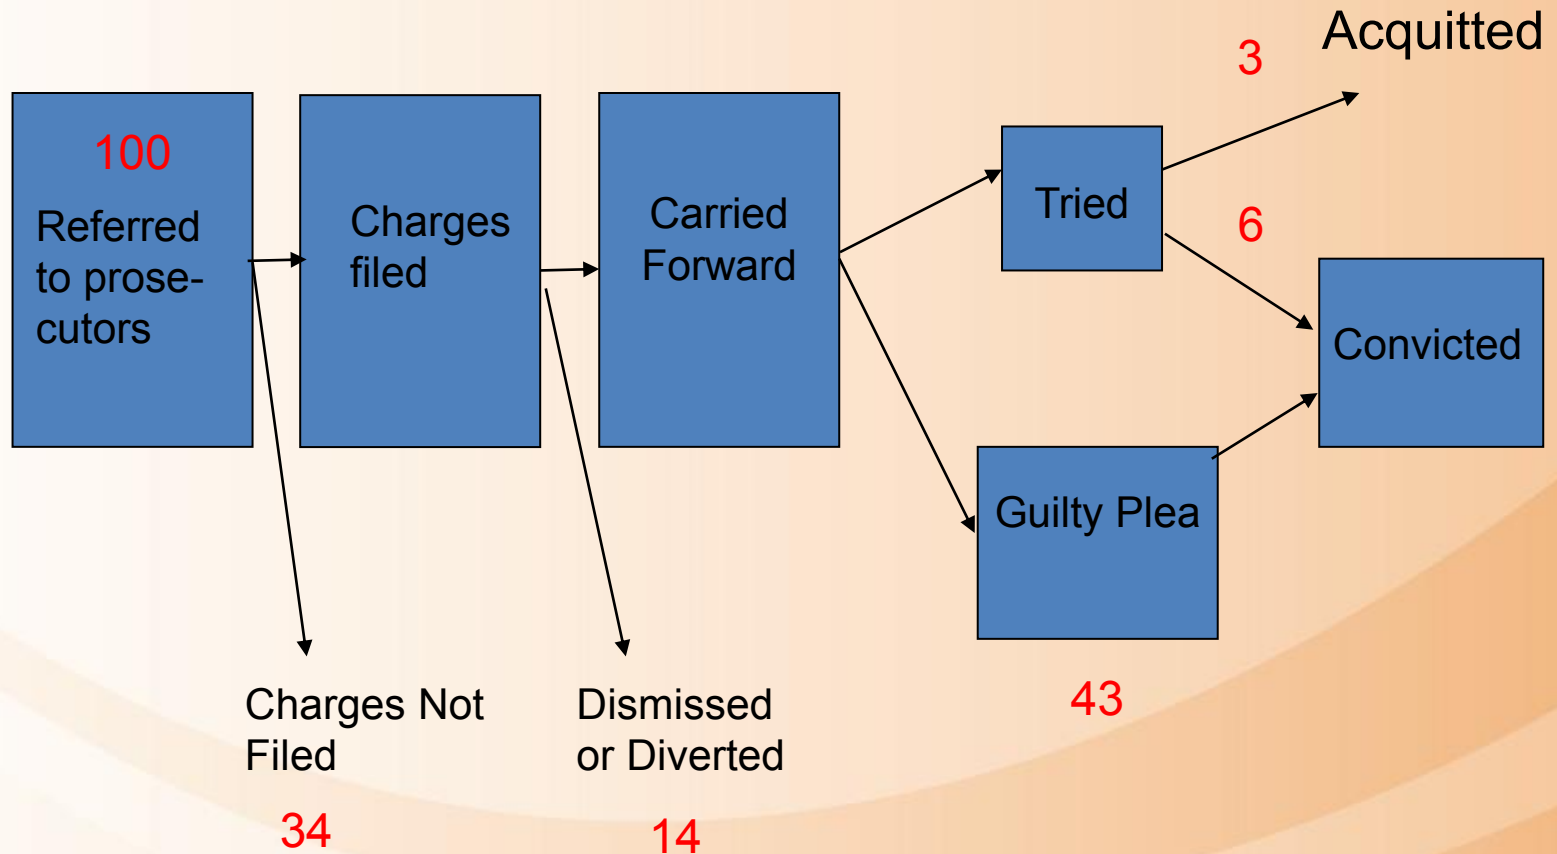 100
Referred
to prose-
cutors
Charges
filed
Carried
Forward
Tried
3
Acquitted
6
Convicted
Guilty Plea
43
Charges Not
Filed
34
Dismissed
or Diverted
14